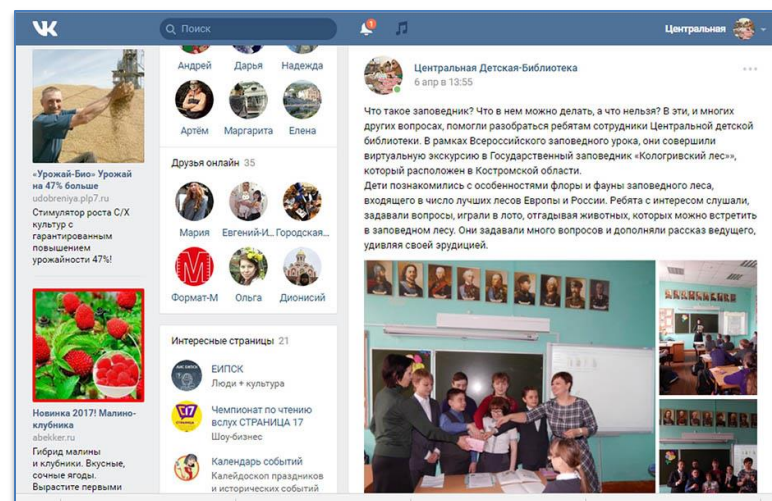 Поиск
1
Центральная
«Урожай-Био» Урожай
на 47% больше
udobreniya.plp7.ru
Стимулятор роста С/Х
культур с
гарантированным
повышением
урожайности 47%!
Новинка 2017! Малино-
клубника
abekker.ru
Гибрид малины
и клубники. Вкусные,
сочные ягоды.
Вырастите первыми
Андрей Дарья Надежда
Артём Маргарита Елена
Друзья онлайн 35
Мария Евгений-И... Городская...
Формат-М Ольга Дионисий
Интересные страницы 21
ЕИПСК
Люди + культура
Чемпионат по чтению
вслух СТРАНИЦА 17
Шоу-бизнес
Календарь событий
Калейдоскоп праздников
и исторических событий
Центральная Детская-Библиотека
6 апр в 13:55
Что такое заповедник? Что в нем можно делать, а что нельзя? В эти, и многих
других вопросах, помогли разобраться ребятам сотрудники Центральной детской
библиотеки. В рамках Всероссийского заповедного урока, они совершили
виртуальную экскурсию в Государственный заповедник «Кологривский лес»»,
который расположен в Костромской области.
Дети познакомились с особенностями флоры и фауны заповедного леса,
входящего в число лучших лесов Европы и России. Ребята с интересом слушали,
задавали вопросы, играли в лото, отгадывая животных, которых можно встретить
в заповедном лесу. Они задавали много вопросов и дополняли рассказ ведущего,
удивляя своей эрудицией.